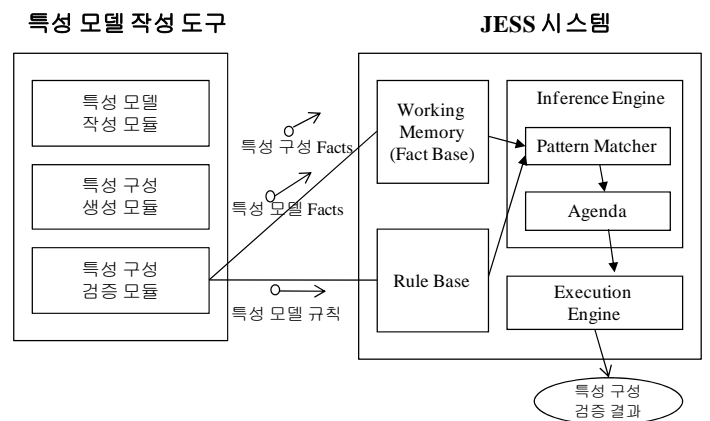 특성 모델 작성 도구
JESS 시스템
특성 모델
작성 모듈
특성 구성
생성 모듈
특성 구성
검증 모듈
특성 구성 Facts
특성 모델 Facts
특성 모델 규칙
Working
Memory
(Fact Base)
Rule Base
Inference Engine
Pattern Matcher
Agenda
Execution
Engine
특성 구성
검증 결과